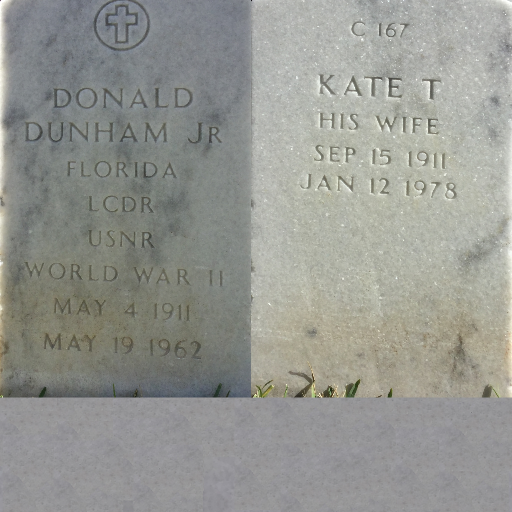 DONALD
DUNHAM JR
FLORIDA
LCDR
USNR
WORLD WAR II
MAY 4 1911
MAY 19 1962
C 167
KATE T
HIS WIFE
SEP 15 1911
JAN 12 1978